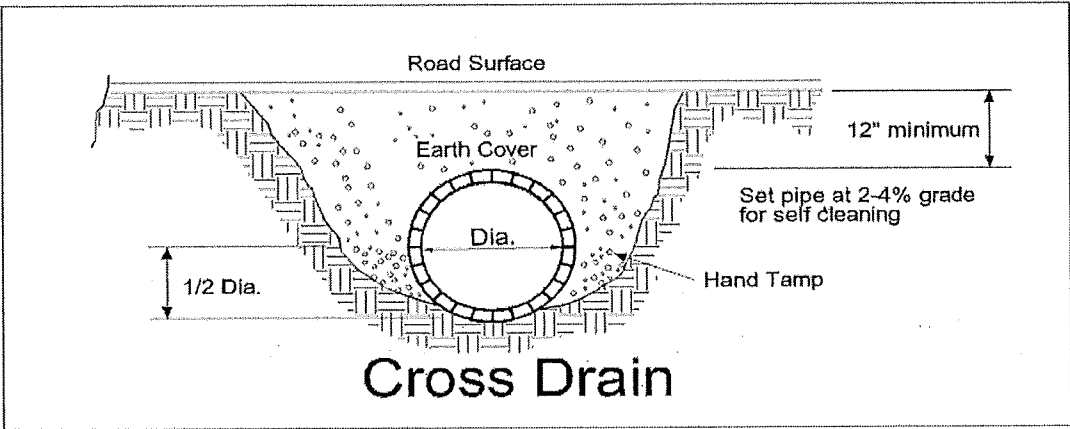 Road Surface
12" minimum
Earth Cover
Set pipe at 2-4% grade
for self cleaning
Dia.
1/2 Dia.
Hand Tamp
Cross Drain